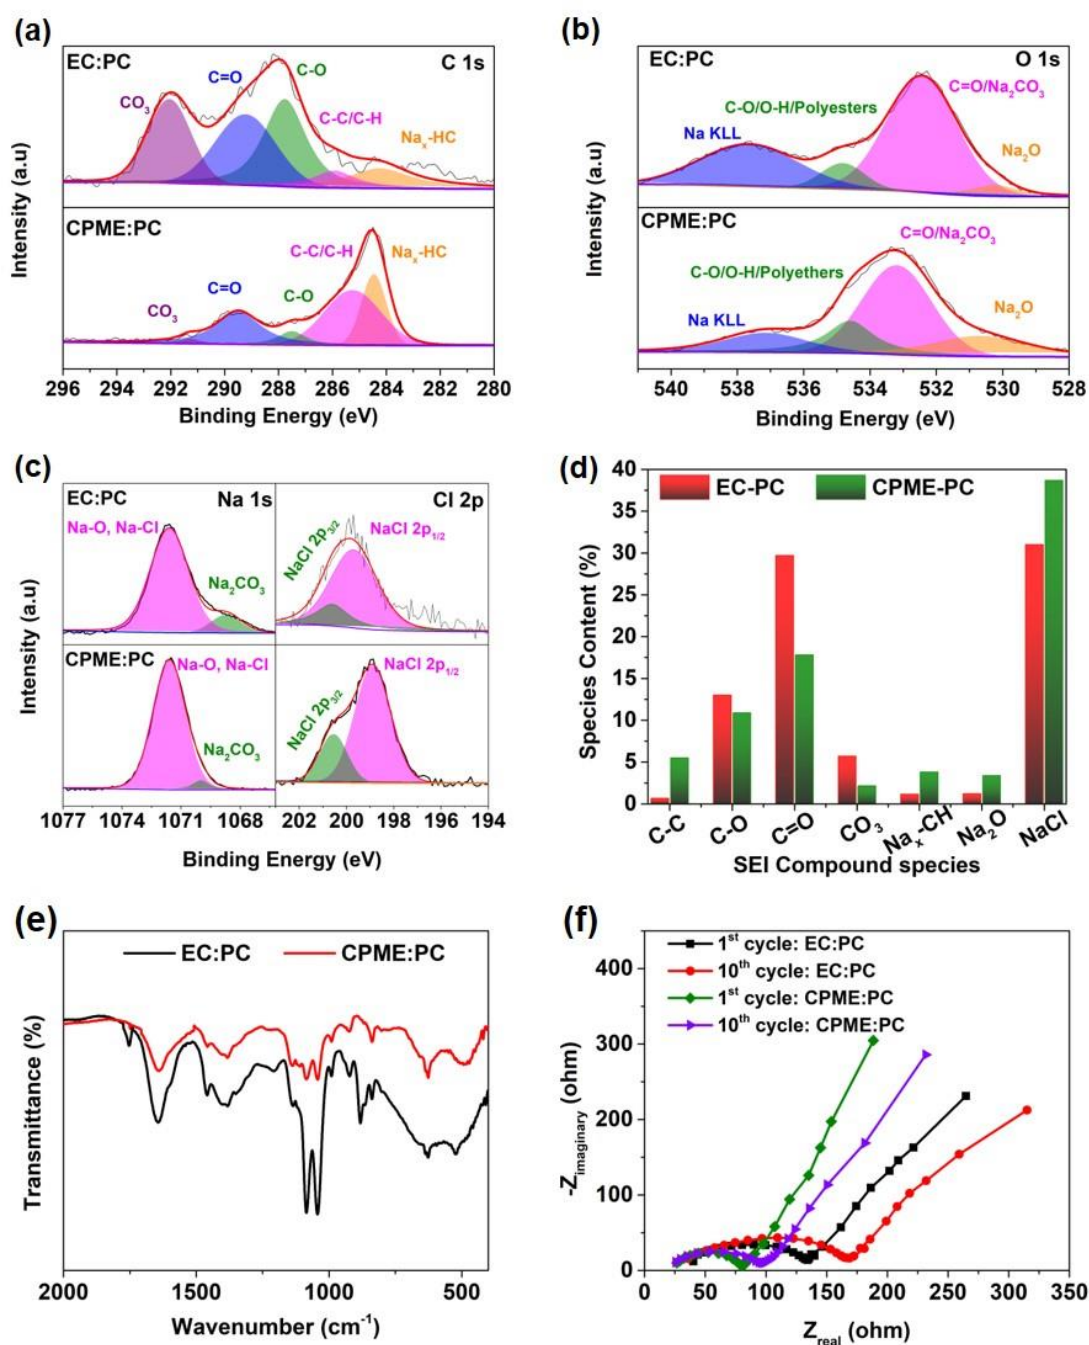 (a)
EC:PC
C 1s
CO₃
C=O
C-O
C-C/C-H
Naₓ-HC
CPME:PC
CO₃
C=O
C-O
C-C/C-H
Naₓ-HC
Intensity (a.u)
296 294 292 290 288 286 284 282 280
Binding Energy (eV)
(b)
EC:PC
O 1s
Na KLL
C-O/O-H/Polyesters
C=O/Na₂CO₃
Na₂O
CPME:PC
Na KLL
C-O/O-H/Polyethers
C=O/Na₂CO₃
Na₂O
Intensity (a.u)
540 538 536 534 532 530 528
Binding Energy (eV)
(c)
EC:PC
Na 1s
Cl 2p
Na-O, Na-Cl
Na₂CO₃
NaCl 2p₃/₂
NaCl 2p₁/₂
CPME:PC
Na-O, Na-Cl
Na₂CO₃
NaCl 2p₃/₂
NaCl 2p₁/₂
Intensity (a.u)
1077 1074 1071 1068 202 200 198 196 194
Binding Energy (eV)
(d)
EC-PC
CPME-PC
Species Content (%)
40
35
30
25
20
15
10
5
0
C-C C-O C=O CO₃ Naₓ-CH Na₂O NaCl
SEI Compound species
(e)
EC:PC
CPME:PC
Transmittance (%)
2000 1500 1000 500
Wavenumber (cm⁻¹)
(f)
1ˢᵗ cycle: EC:PC
10ᵗʰ cycle: EC:PC
1ˢᵗ cycle: CPME:PC
10ᵗʰ cycle: CPME:PC
-Z_imaginary (ohm)
400
300
200
100
0
0 50 100 150 200 250 300 350
Z_real (ohm)